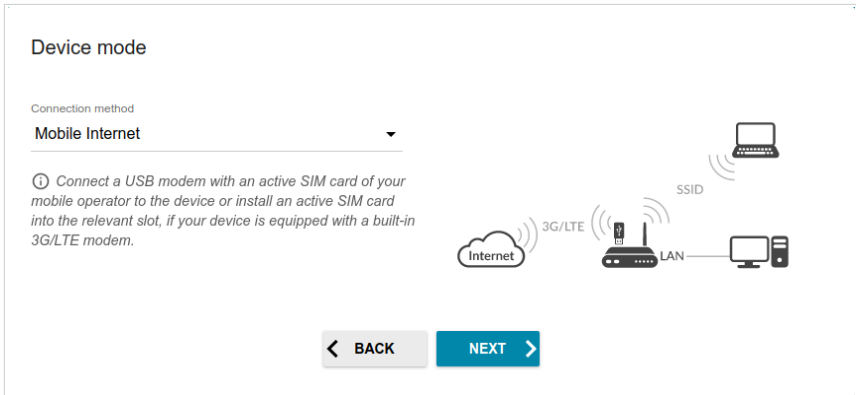 Device mode
Connection method
Mobile Internet
Connect a USB modem with an active SIM card of your
mobile operator to the device or install an active SIM card
into the relevant slot, if your device is equipped with a built-in
3G/LTE modem.
SSID
3G/LTE
Internet
LAN
BACK
NEXT